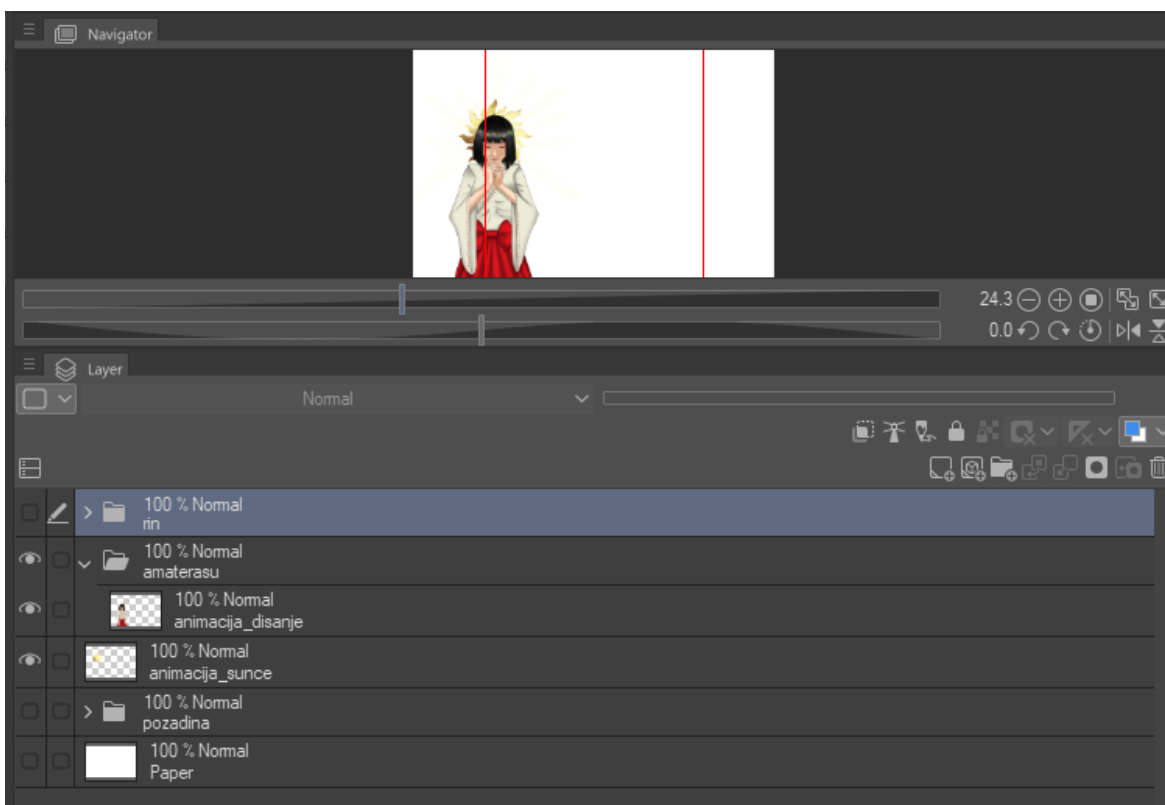 Navigator
24.3
0.0
Layer
Normal
100 % Normal
rin
100 % Normal
amaterasu
100 % Normal
animacija_disanje
100 % Normal
animacija_sunce
100 % Normal
pozadina
100 % Normal
Paper